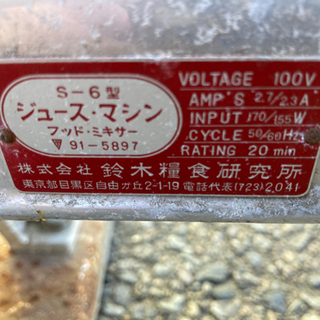 S-6型
ジュース・マシン
フッド・ミキサー
〒91-5897
VOLTAGE 100V
AMP'S 2.7/2.3A
INPUT 170/155W
CYCLE 50/60Hz
RATING 20 min
株式会社 鈴木糧食研究所
東京都目黒区自由ガ丘2-1-19 電話代表(723)2041